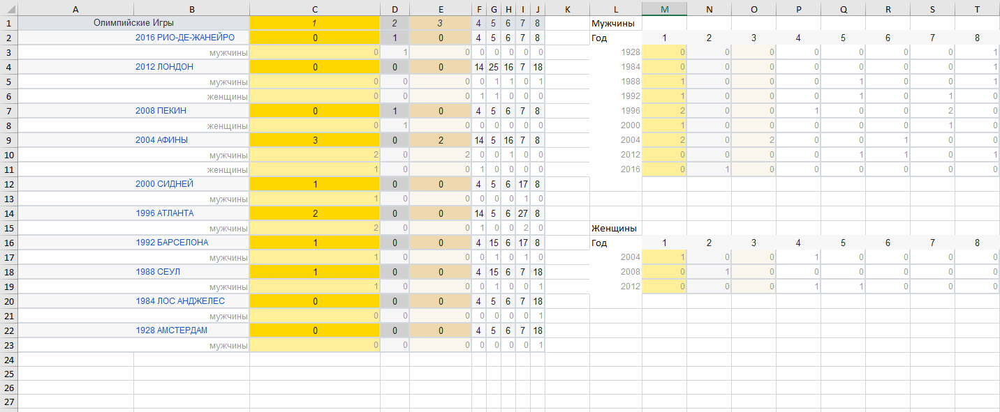 A B C D E F G H I J K L M N O P Q R S T
1 Олимпийские Игры 1 2 3 4 5 6 7 8 Мужчины
2 2016 РИО-ДЕ-ЖАНЕЙРО 0 1 0 4 5 6 7 8 Год 1 2 3 4 5 6 7 8
3 мужчины 0 1 0 0 0 0 0 0 1928 0 0 0 0 0 0 0 1
4 2012 ЛОНДОН 0 0 0 14 25 16 7 18 1984 0 0 0 0 0 0 0 1
5 мужчины 0 0 0 0 1 1 0 1 1988 1 0 0 0 1 0 0 1
6 женщины 0 0 0 1 1 0 0 0 1992 1 0 0 0 1 0 1 0
7 2008 ПЕКИН 0 1 0 4 5 6 7 8 1996 2 0 0 1 0 0 2 0
8 женщины 0 1 0 0 0 0 0 0 2000 1 0 0 0 0 0 1 0
9 2004 АФИНЫ 3 0 2 14 5 16 7 8 2004 2 0 2 0 0 1 0 0
10 мужчины 2 0 2 0 0 1 0 0 2012 0 0 0 0 1 1 0 1
11 женщины 1 0 0 1 0 0 0 0 2016 0 1 0 0 0 0 0 0
12 2000 СИДНЕЙ 1 0 0 4 5 6 17 8
13 мужчины 1 0 0 0 0 0 1 0
14 1996 АТЛАНТА 2 0 0 14 5 6 27 8
15 мужчины 2 0 0 1 0 0 2 0 Женщины
16 1992 БАРСЕЛОНА 1 0 0 4 15 6 17 8 Год 1 2 3 4 5 6 7 8
17 мужчины 1 0 0 0 1 0 1 0 2004 1 0 0 1 0 0 0 0
18 1988 СЕУЛ 1 0 0 4 15 6 7 18 2008 0 1 0 0 0 0 0 0
19 мужчины 1 0 0 0 1 0 0 1 2012 0 0 0 1 1 0 0 0
20 1984 ЛОС АНДЖЕЛЕС 0 0 0 4 5 6 7 18
21 мужчины 0 0 0 0 0 0 0 1
22 1928 АМСТЕРДАМ 0 0 0 4 5 6 7 18
23 мужчины 0 0 0 0 0 0 0 1
24
25
26
27